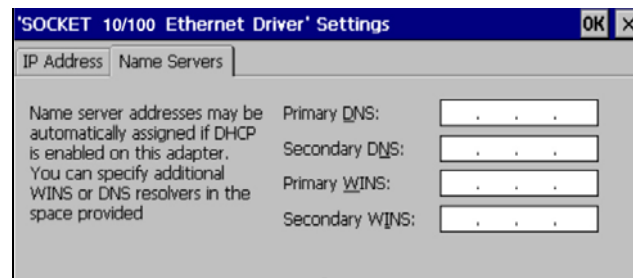 'SOCKET 10/100 Ethernet Driver' Settings OK ×
IP Address Name Servers
Name server addresses may be
automatically assigned if DHCP
is enabled on this adapter.
You can specify additional
WINS or DNS resolvers in the
space provided
Primary DNS: . . .
Secondary DNS: . . .
Primary WINS: . . .
Secondary WINS: . . .